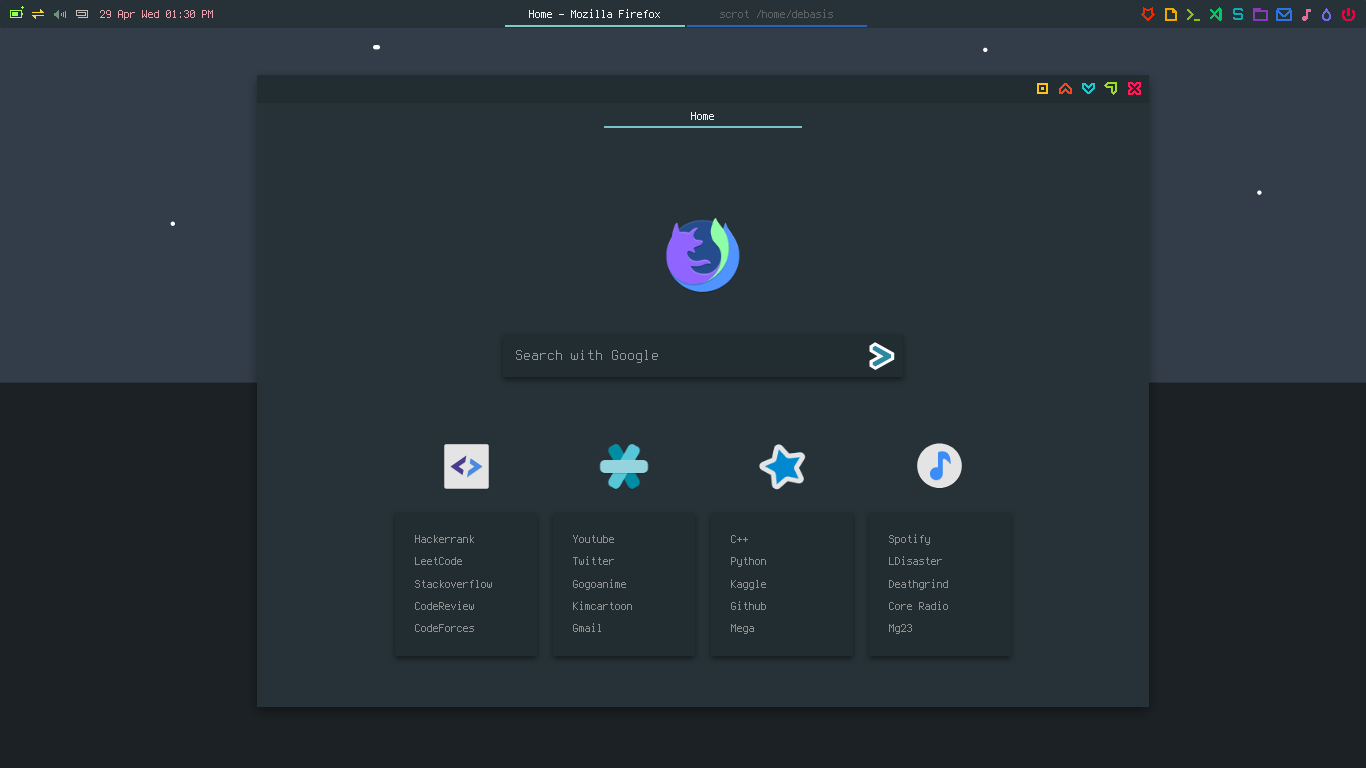 29 Apr Wed 01:30 PM
Home - Mozilla Firefox
scrot /home/debasis
Home
Search with Google
Hackerrank
LeetCode
Stackoverflow
CodeReview
CodeForces
Youtube
Twitter
Gogoanime
Kimcartoon
Gmail
C++
Python
Kaggle
Github
Mega
Spotify
LDisaster
Deathgrind
Core Radio
Mg23